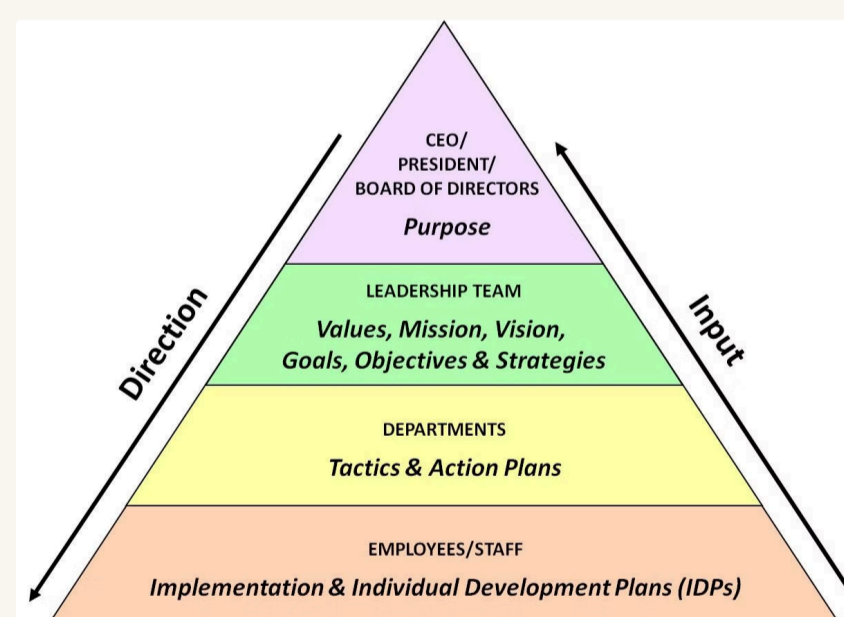 CEO/
PRESIDENT/
BOARD OF DIRECTORS
Purpose
Direction
Input
LEADERSHIP TEAM
Values, Mission, Vision,
Goals, Objectives & Strategies
DEPARTMENTS
Tactics & Action Plans
EMPLOYEES/STAFF
Implementation & Individual Development Plans (IDPs)